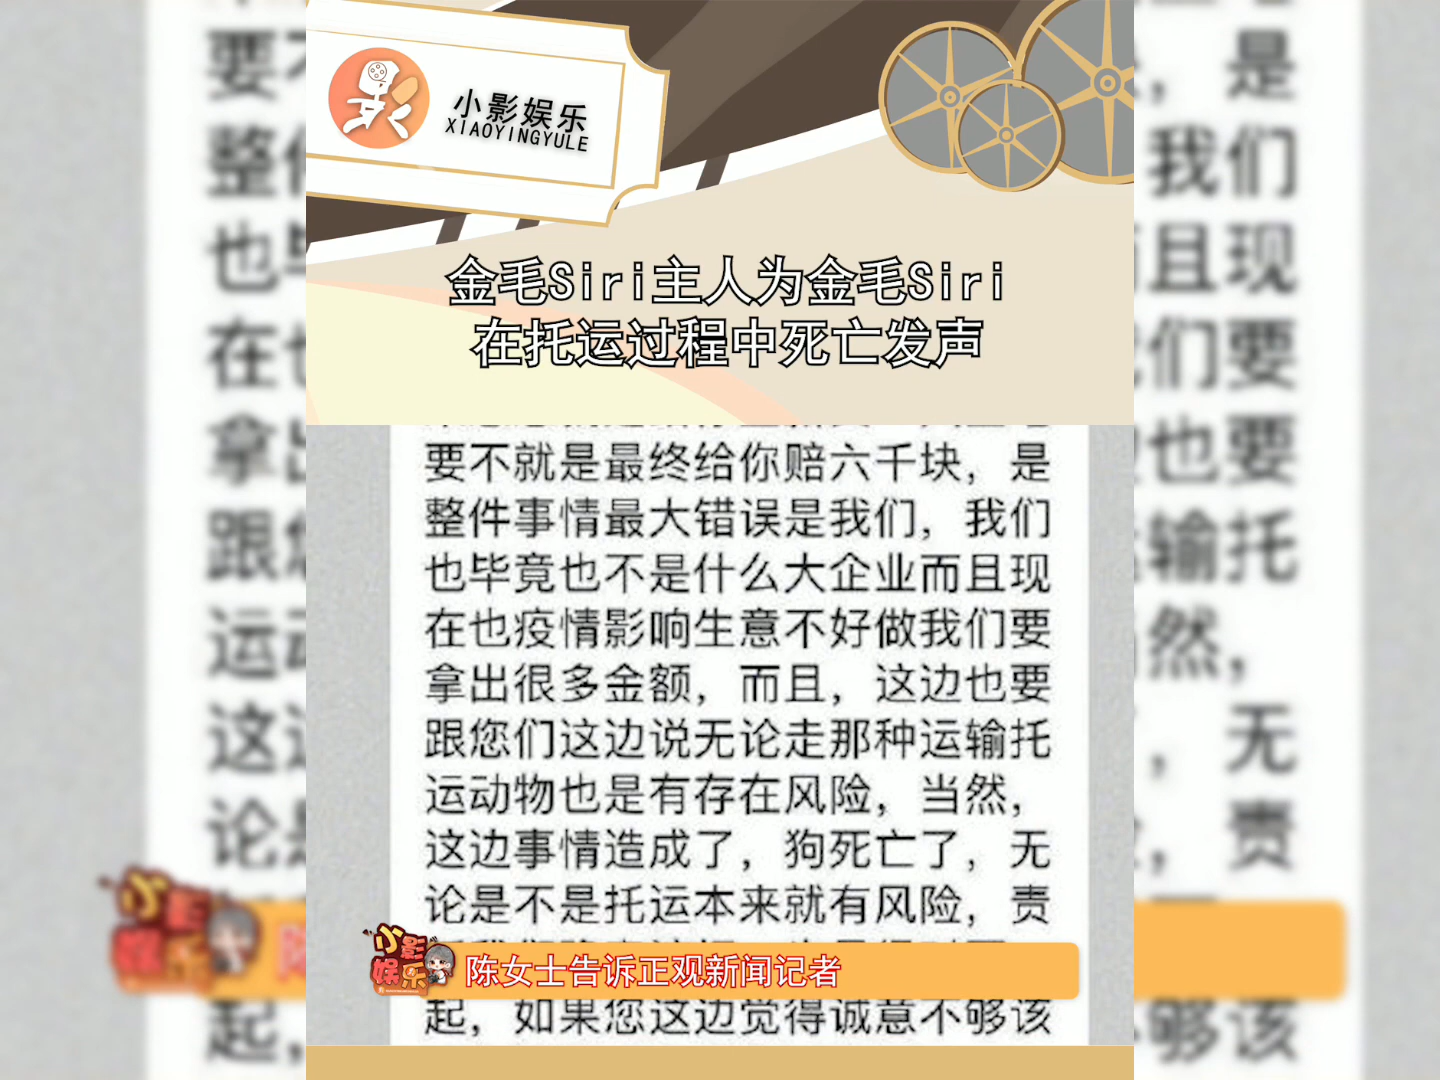 小影娱乐
XIAOYINGYULE
金毛Siri主人为金毛Siri
在托运过程中死亡发声
要不就是最终给你赔六千块，是
整件事情最大错误是我们，我们
也毕竟也不是什么大企业而且现
在也疫情影响生意不好做我们要
拿出很多金额，而且，这边也要
跟您们这边说无论走那种运输托
运动物也是有存在风险，当然，
这边事情造成了，狗死亡了，无
论是不是托运本来就有风险，责
小影娱乐
陈女士告诉正观新闻记者
起，如果您这边觉得诚意不够该